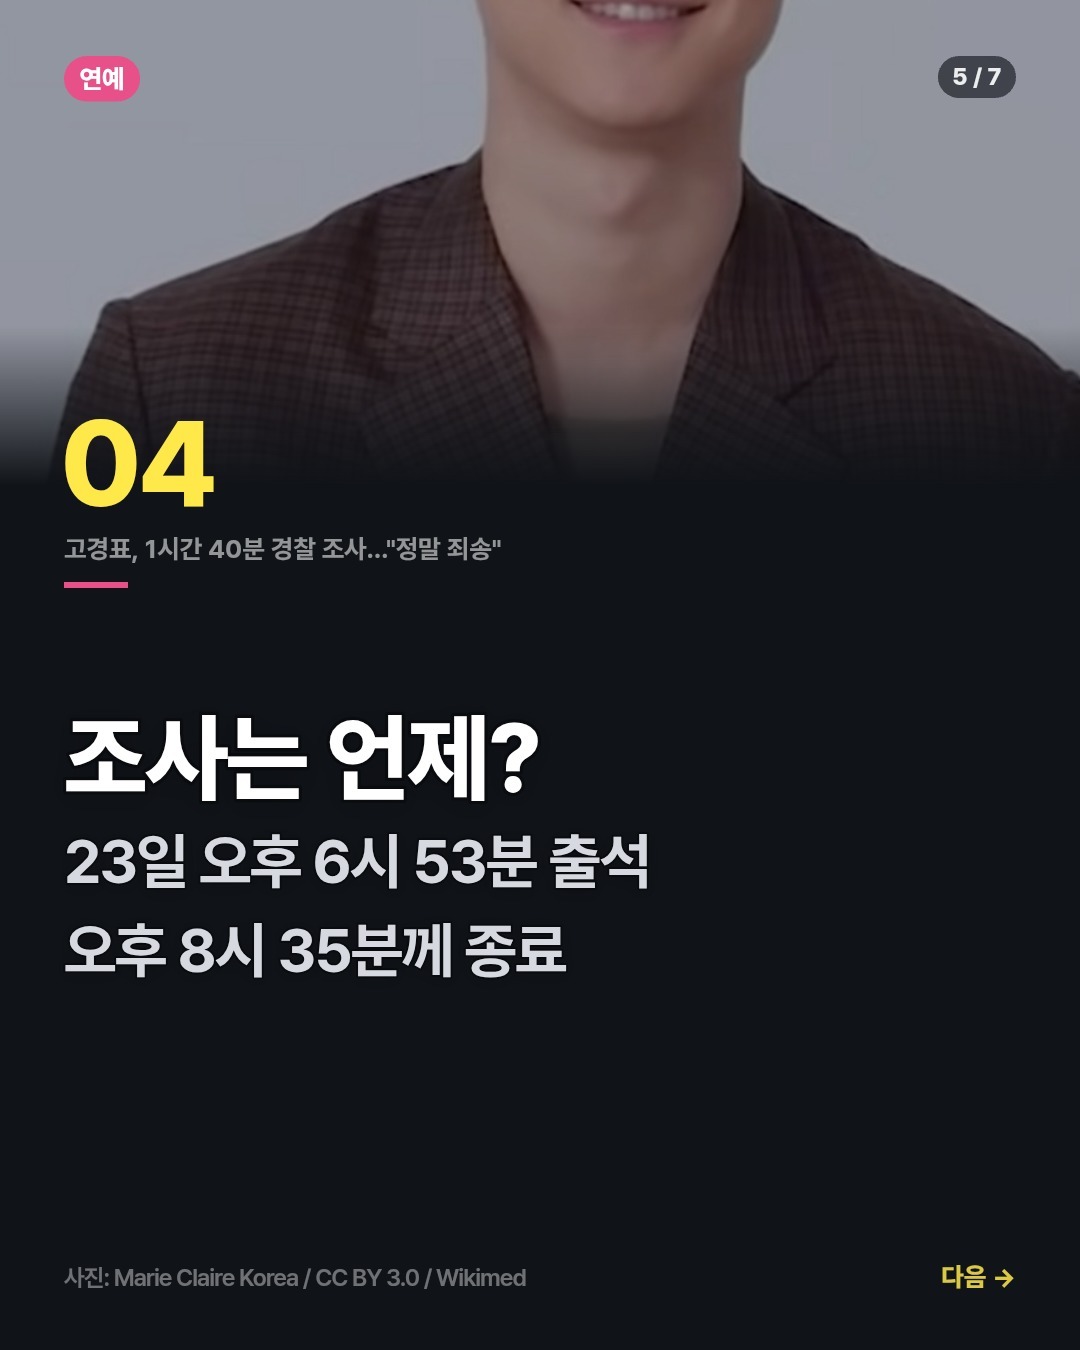 연예
5 / 7
04
고경표, 1시간 40분 경찰 조사..."정말 죄송"
조사는 언제?
23일 오후 6시 53분 출석
오후 8시 35분께 종료
사진: Marie Claire Korea / CC BY 3.0 / Wikimed
다음 →